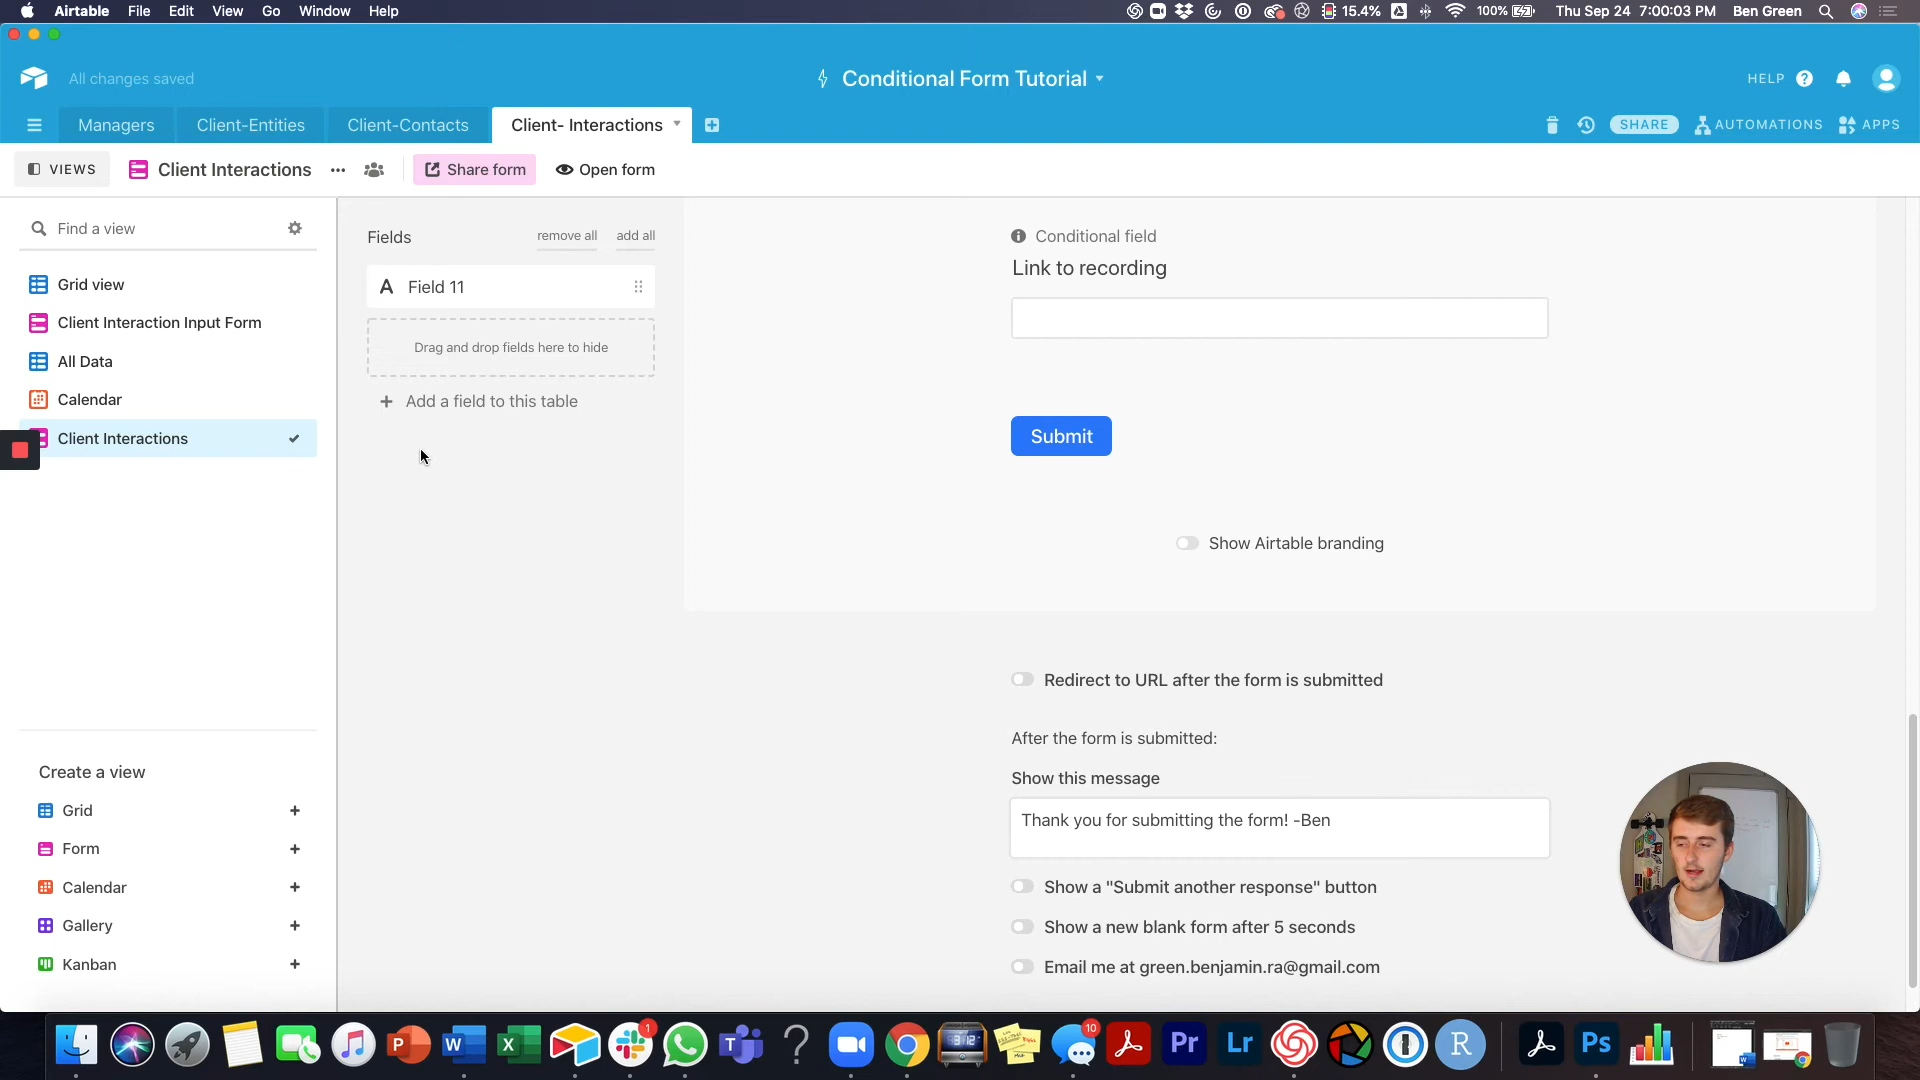 Airtable File Edit View Go Window Help
15.4% 100% Thu Sep 24 7:00:03 PM Ben Green
All changes saved
Conditional Form Tutorial
HELP
Managers Client-Entities Client-Contacts Client- Interactions
SHARE AUTOMATIONS APPS
VIEWS Client Interactions Share form Open form
Find a view
Grid view
Client Interaction Input Form
All Data
Calendar
Client Interactions
Create a view
Grid
Form
Calendar
Gallery
Kanban
Fields remove all add all
A Field 11
Drag and drop fields here to hide
Add a field to this table
Conditional field
Link to recording
Submit
Show Airtable branding
Redirect to URL after the form is submitted
After the form is submitted:
Show this message
Thank you for submitting the form! -Ben
Show a "Submit another response" button
Show a new blank form after 5 seconds
Email me at green.benjamin.ra@gmail.com
P W X 1 T ? 10 Pr Lr R Ps